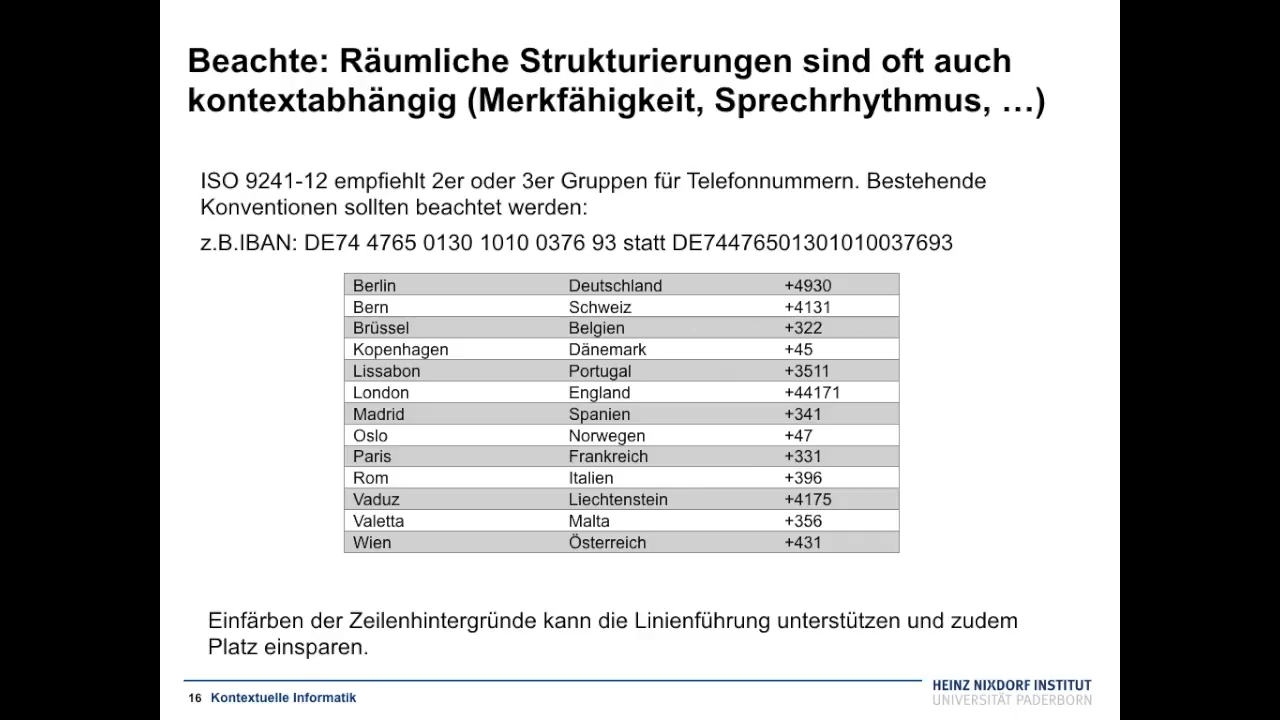 Beachte: Räumliche Strukturierungen sind oft auch
kontextabhängig (Merkfähigkeit, Sprechrhythmus, …)
ISO 9241-12 empfiehlt 2er oder 3er Gruppen für Telefonnummern. Bestehende
Konventionen sollten beachtet werden:
z.B.IBAN: DE74 4765 0130 1010 0376 93 statt DE74476501301010037693
Berlin Deutschland +4930
Bern Schweiz +4131
Brüssel Belgien +322
Kopenhagen Dänemark +45
Lissabon Portugal +3511
London England +44171
Madrid Spanien +341
Oslo Norwegen +47
Paris Frankreich +331
Rom Italien +396
Vaduz Liechtenstein +4175
Valetta Malta +356
Wien Österreich +431
Einfärben der Zeilenhintergründe kann die Linienführung unterstützen und zudem
Platz einsparen.
16 Kontextuelle Informatik
HEINZ NIXDORF INSTITUT
UNIVERSITÄT PADERBORN